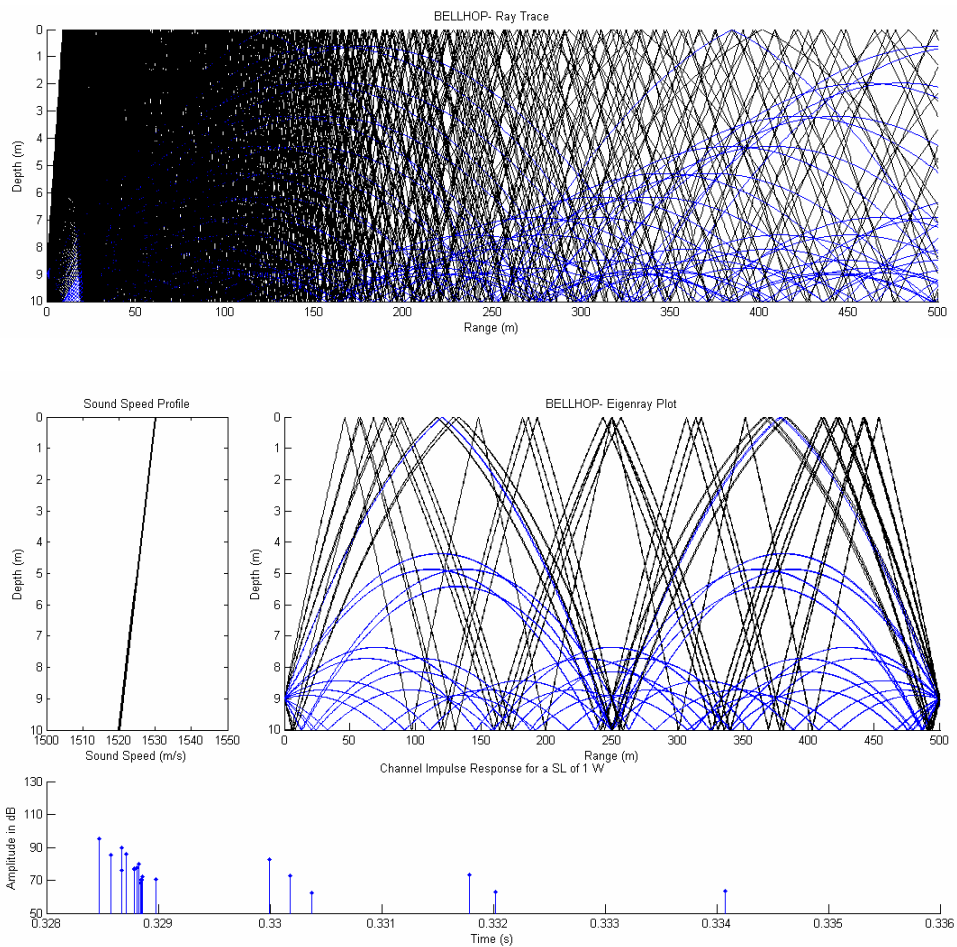 BELLHOP- Ray Trace
Depth (m)
0
1
2
3
4
5
6
7
8
9
10
0 50 100 150 200 250 300 350 400 450 500
Range (m)
Sound Speed Profile
Depth (m)
0
1
2
3
4
5
6
7
8
9
10
1500 1510 1520 1530 1540 1550
Sound Speed (m/s)
BELLHOP- Eigenray Plot
Depth (m)
0
1
2
3
4
5
6
7
8
9
10
0 50 100 150 200 250 300 350 400 450 500
Range (m)
Channel Impulse Response for a SL of 1 W
Amplitude in dB
130
110
90
70
50
0.328 0.329 0.33 0.331 0.332 0.333 0.334 0.335 0.336
Time (s)